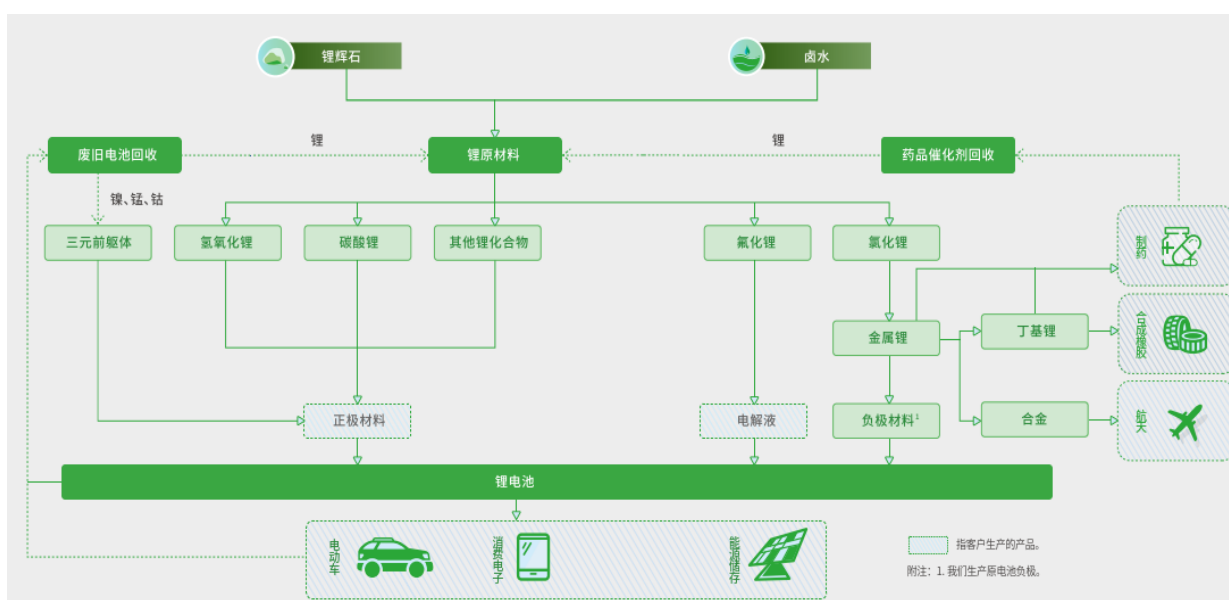 锂辉石
卤水
废旧电池回收
锂
锂原材料
锂
药品催化剂回收
镍、锰、钴
三元前躯体
氢氧化锂
碳酸锂
其他锂化合物
氟化锂
氯化锂
制药
金属锂
丁基锂
合成橡胶
正极材料
电解液
负极材料1
合金
航天
锂电池
电动车
消费电子
能源储存
指客户生产的产品。
附注：1. 我们生产原电池负极。